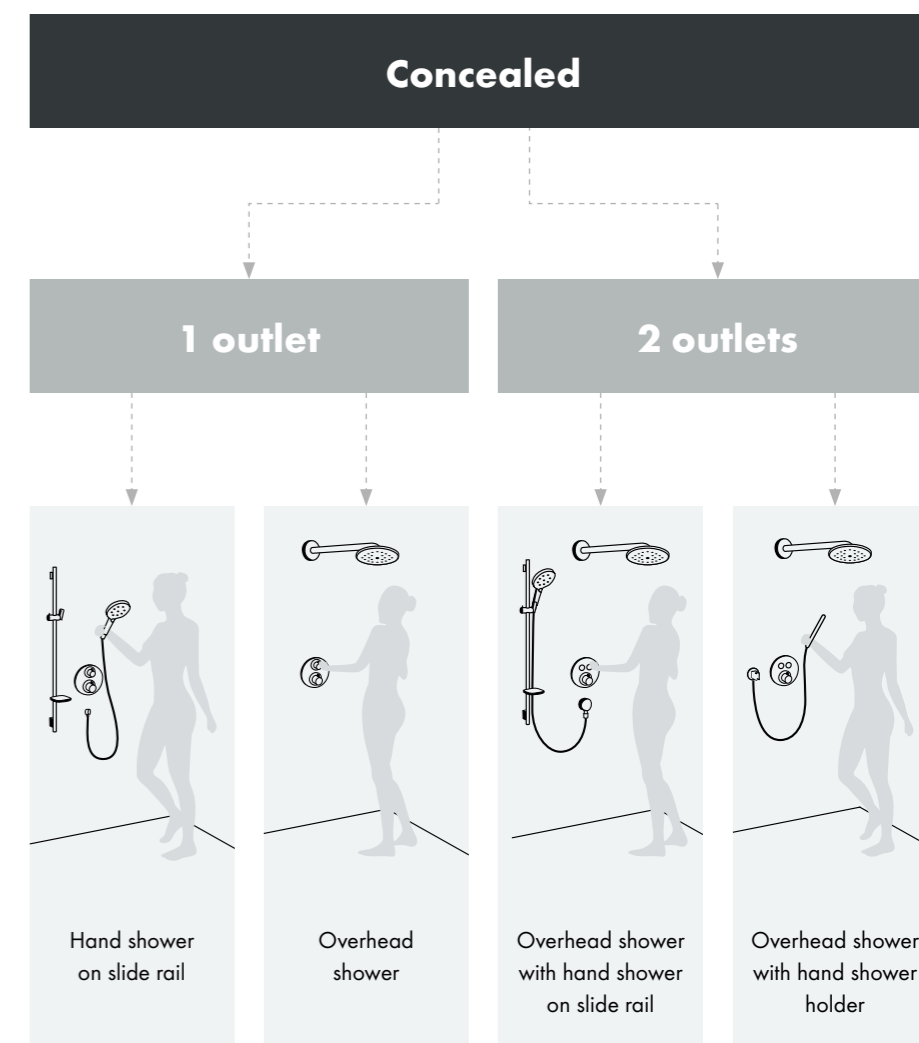 Concealed
1 outlet
2 outlets
Hand shower
on slide rail
Overhead
shower
Overhead shower
with hand shower
on slide rail
Overhead shower
with hand shower
holder